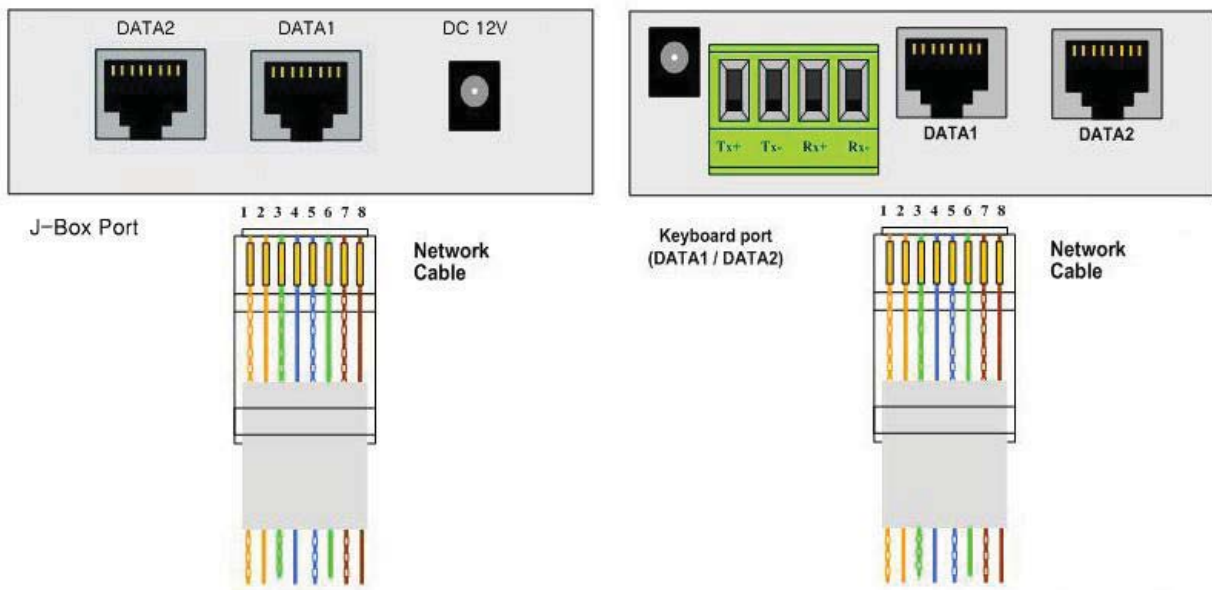 DATA2 DATA1 DC 12V
Tx+ Tx- Rx+ Rx-
DATA1 DATA2
J-Box Port
1 2 3 4 5 6 7 8
Network
Cable
Keyboard port
(DATA1 / DATA2)
1 2 3 4 5 6 7 8
Network
Cable